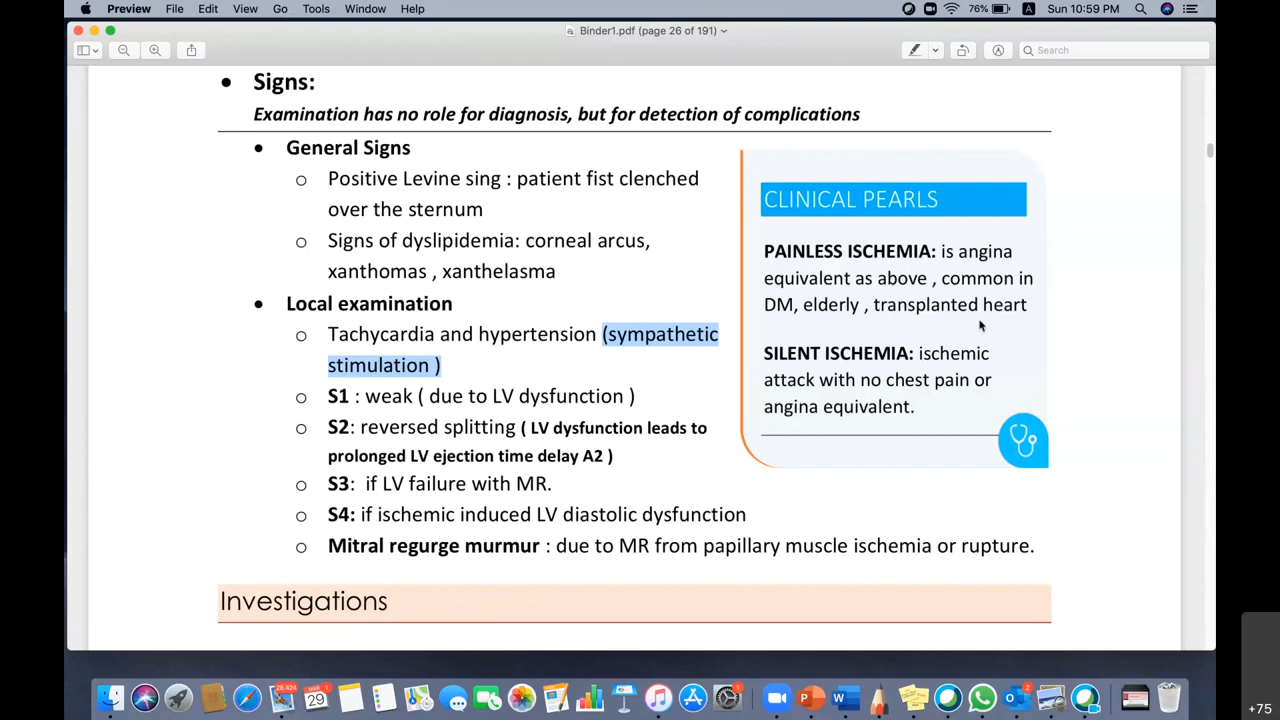 Preview File Edit View Go Tools Window Help 76% A Sun 10:59 PM
Binder1.pdf (page 26 of 191)
Search
• Signs:
Examination has no role for diagnosis, but for detection of complications
• General Signs
o Positive Levine sing : patient fist clenched
over the sternum
o Signs of dyslipidemia: corneal arcus,
xanthomas , xanthelasma
• Local examination
o Tachycardia and hypertension (sympathetic
stimulation )
o S1 : weak ( due to LV dysfunction )
o S2: reversed splitting ( LV dysfunction leads to
prolonged LV ejection time delay A2 )
o S3: if LV failure with MR.
o S4: if ischemic induced LV diastolic dysfunction
o Mitral regurge murmur : due to MR from papillary muscle ischemia or rupture.
CLINICAL PEARLS
PAINLESS ISCHEMIA: is angina
equivalent as above , common in
DM, elderly , transplanted heart
SILENT ISCHEMIA: ischemic
attack with no chest pain or
angina equivalent.
Investigations
28,424
29
1
2
+75